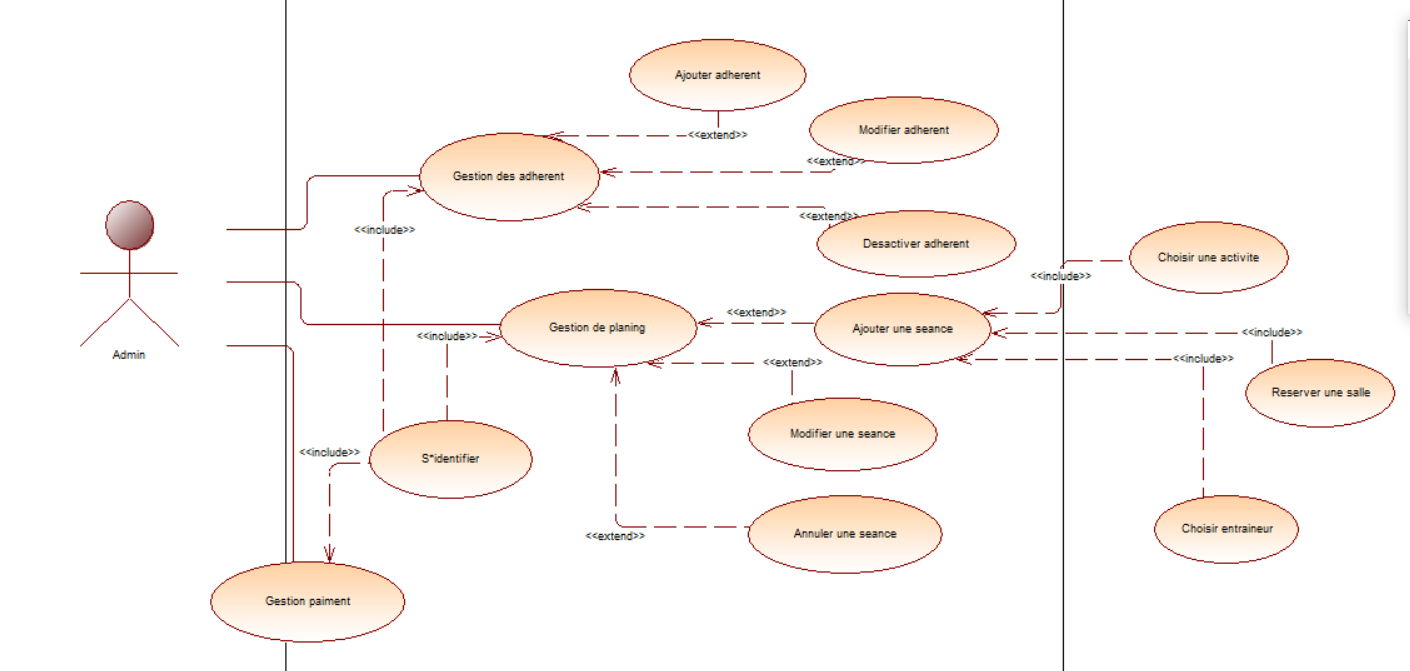 Ajouter adherent
<<extend>>
Modifier adherent
<<extend>>
Gestion des adherent
<<extend>>
<<include>>
Desactiver adherent
Choisir une activite
<<include>>
<<extend>>
Gestion de planing
Ajouter une seance
<<include>>
<<include>>
Admin
<<extend>>
<<include>>
Reserver une salle
Modifier une seance
<<include>>
S*identifier
Choisir entraineur
<<extend>>
Annuler une seance
Gestion paiment